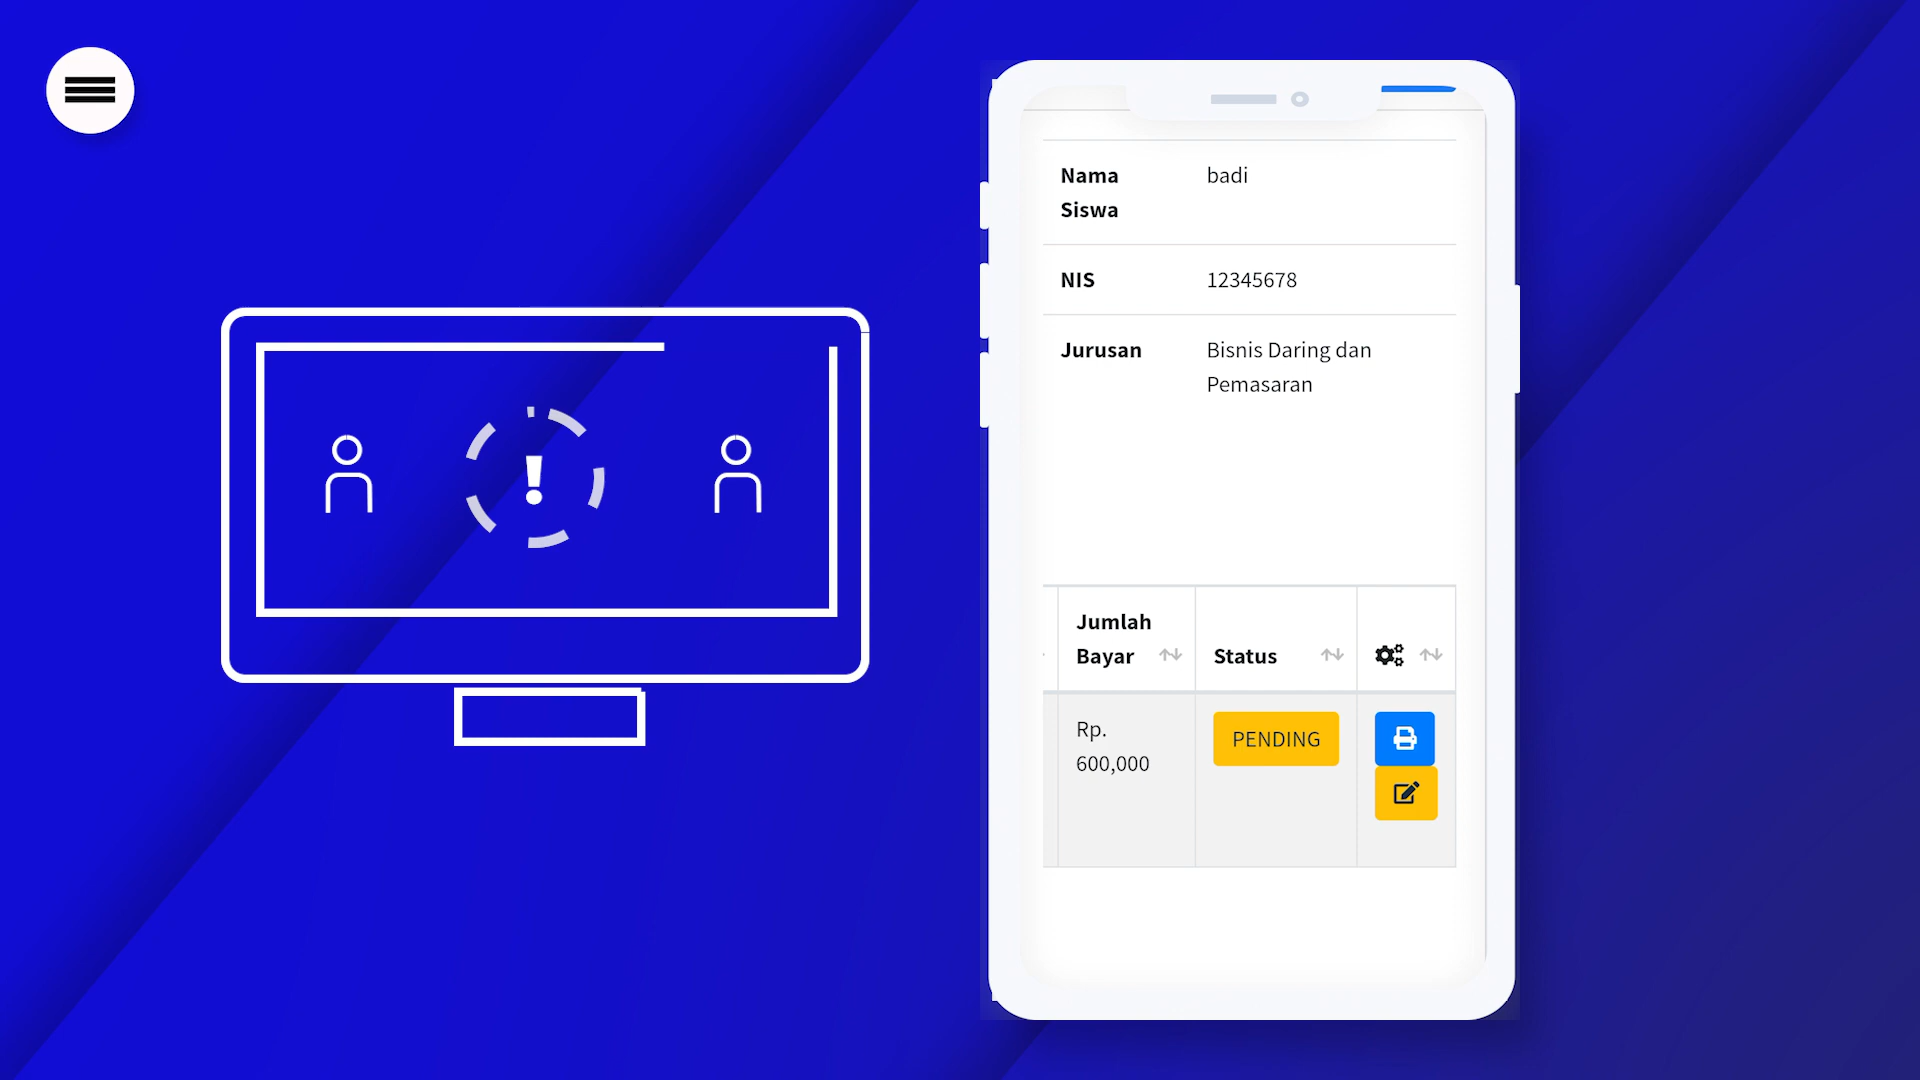 !
Nama
Siswa
badi
NIS
12345678
Jurusan
Bisnis Daring dan
Pemasaran
Jumlah
Bayar
Status
Rp.
600,000
PENDING